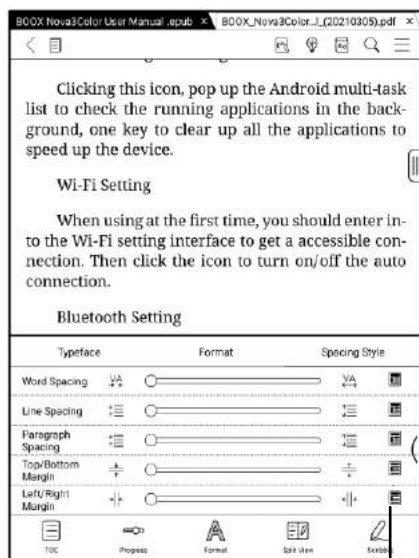 BOOX Nova3Color User Manual .epub × BOOX_Nova3Color...l_(20210305).pdf ×
Clicking this icon, pop up the Android multi-task
list to check the running applications in the back-
ground, one key to clear up all the applications to
speed up the device.
Wi-Fi Setting
When using at the first time, you should enter in-
to the Wi-Fi setting interface to get a accessible con-
nection. Then click the icon to turn on/off the auto
connection.
Bluetooth Setting
Typeface Format Spacing Style
Word Spacing VA VA
Line Spacing
Paragraph
Spacing
Top/Bottom
Margin
Left/Right
Margin
TOC Progress Format Split View Scribble